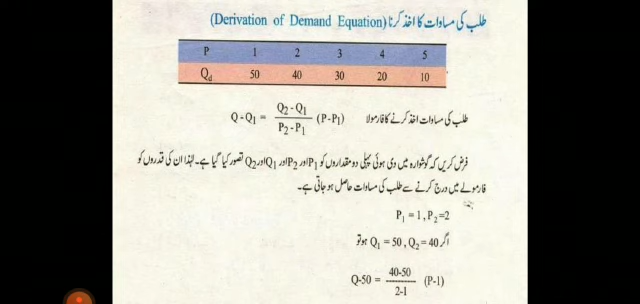 طلب کی مساوات کا اخذ کرنا (Derivation of Demand Equation)
P 1 2 3 4 5
Qd 50 40 30 20 10
طلب کی مساوات اخذ کرنے کا فارمولا Q - Q1 = Q2 - Q1 / P2 - P1 (P-P1)
فرض کریں کہ گوشوارہ میں دی ہوئی پہلی دو مقداروں کو P1 اور P2 اور Q1 اور Q2 تصور کیا گیا ہے۔ لہٰذا ان کی قدروں کو
فارمولے میں درج کرنے سے طلب کی مساوات حاصل ہو جاتی ہے۔
P1 = 1 , P2=2
اگر Q1 = 50 , Q2 = 40 ہو تو
Q-50 = 40-50 / 2-1 (P-1)